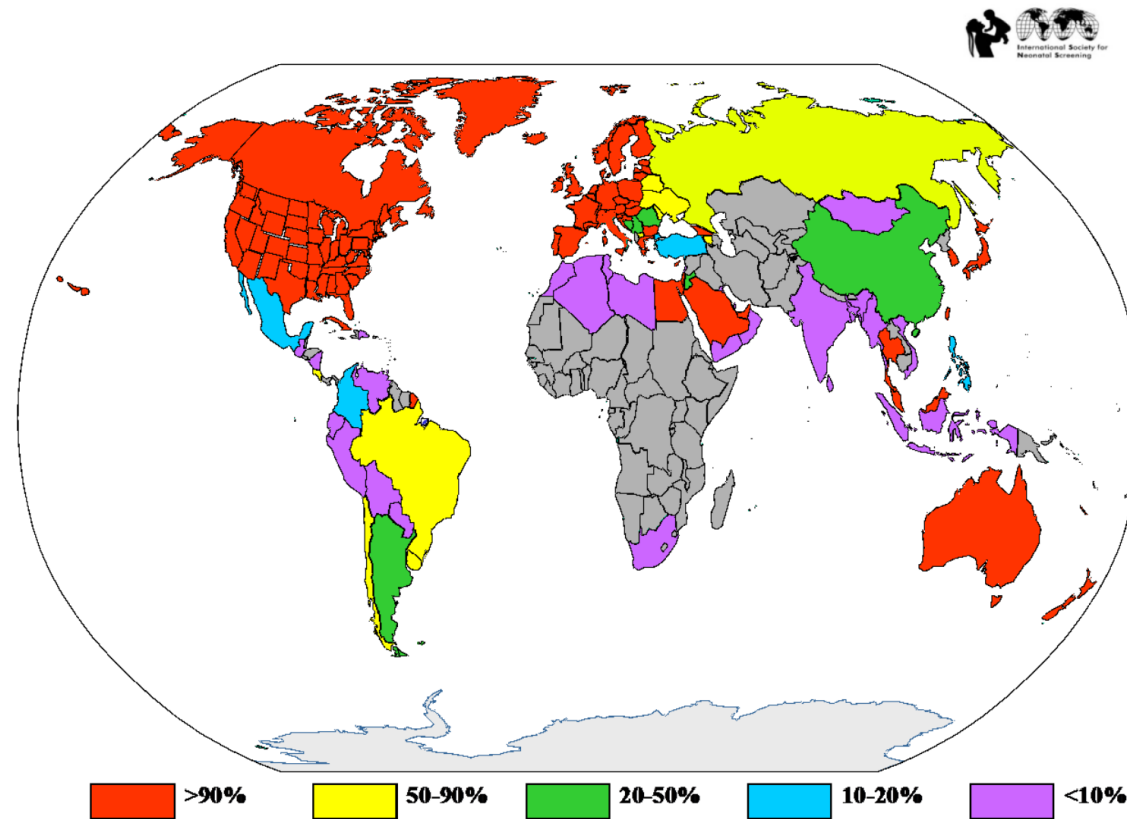 International Society for
Neonatal Screening
>90%
50-90%
20-50%
10-20%
<10%